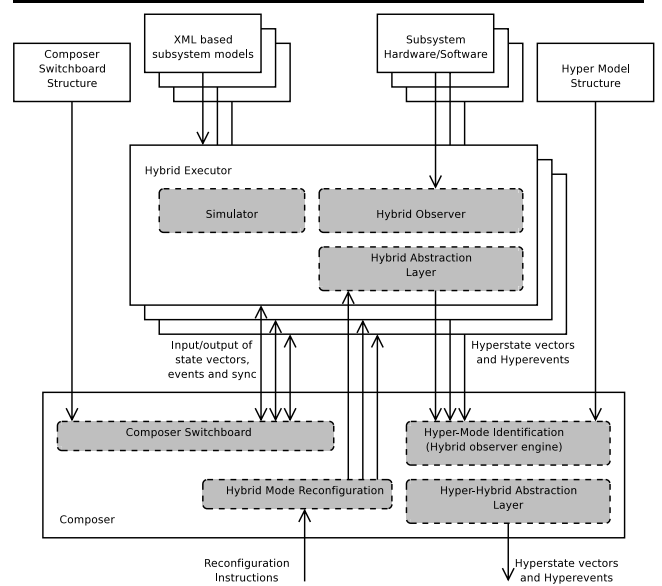 XML based
subsystem models
Subsystem
Hardware/Software
Composer
Switchboard
Structure
Hyper Model
Structure
Hybrid Executor
Simulator
Hybrid Observer
Hybrid Abstraction
Layer
Input/output of
state vectors,
events and sync
Hyperstate vectors
and Hyperevents
Composer Switchboard
Hyper-Mode Identification
(Hybrid observer engine)
Hybrid Mode Reconfiguration
Hyper-Hybrid Abstraction
Layer
Composer
Reconfiguration
Instructions
Hyperstate vectors
and Hyperevents